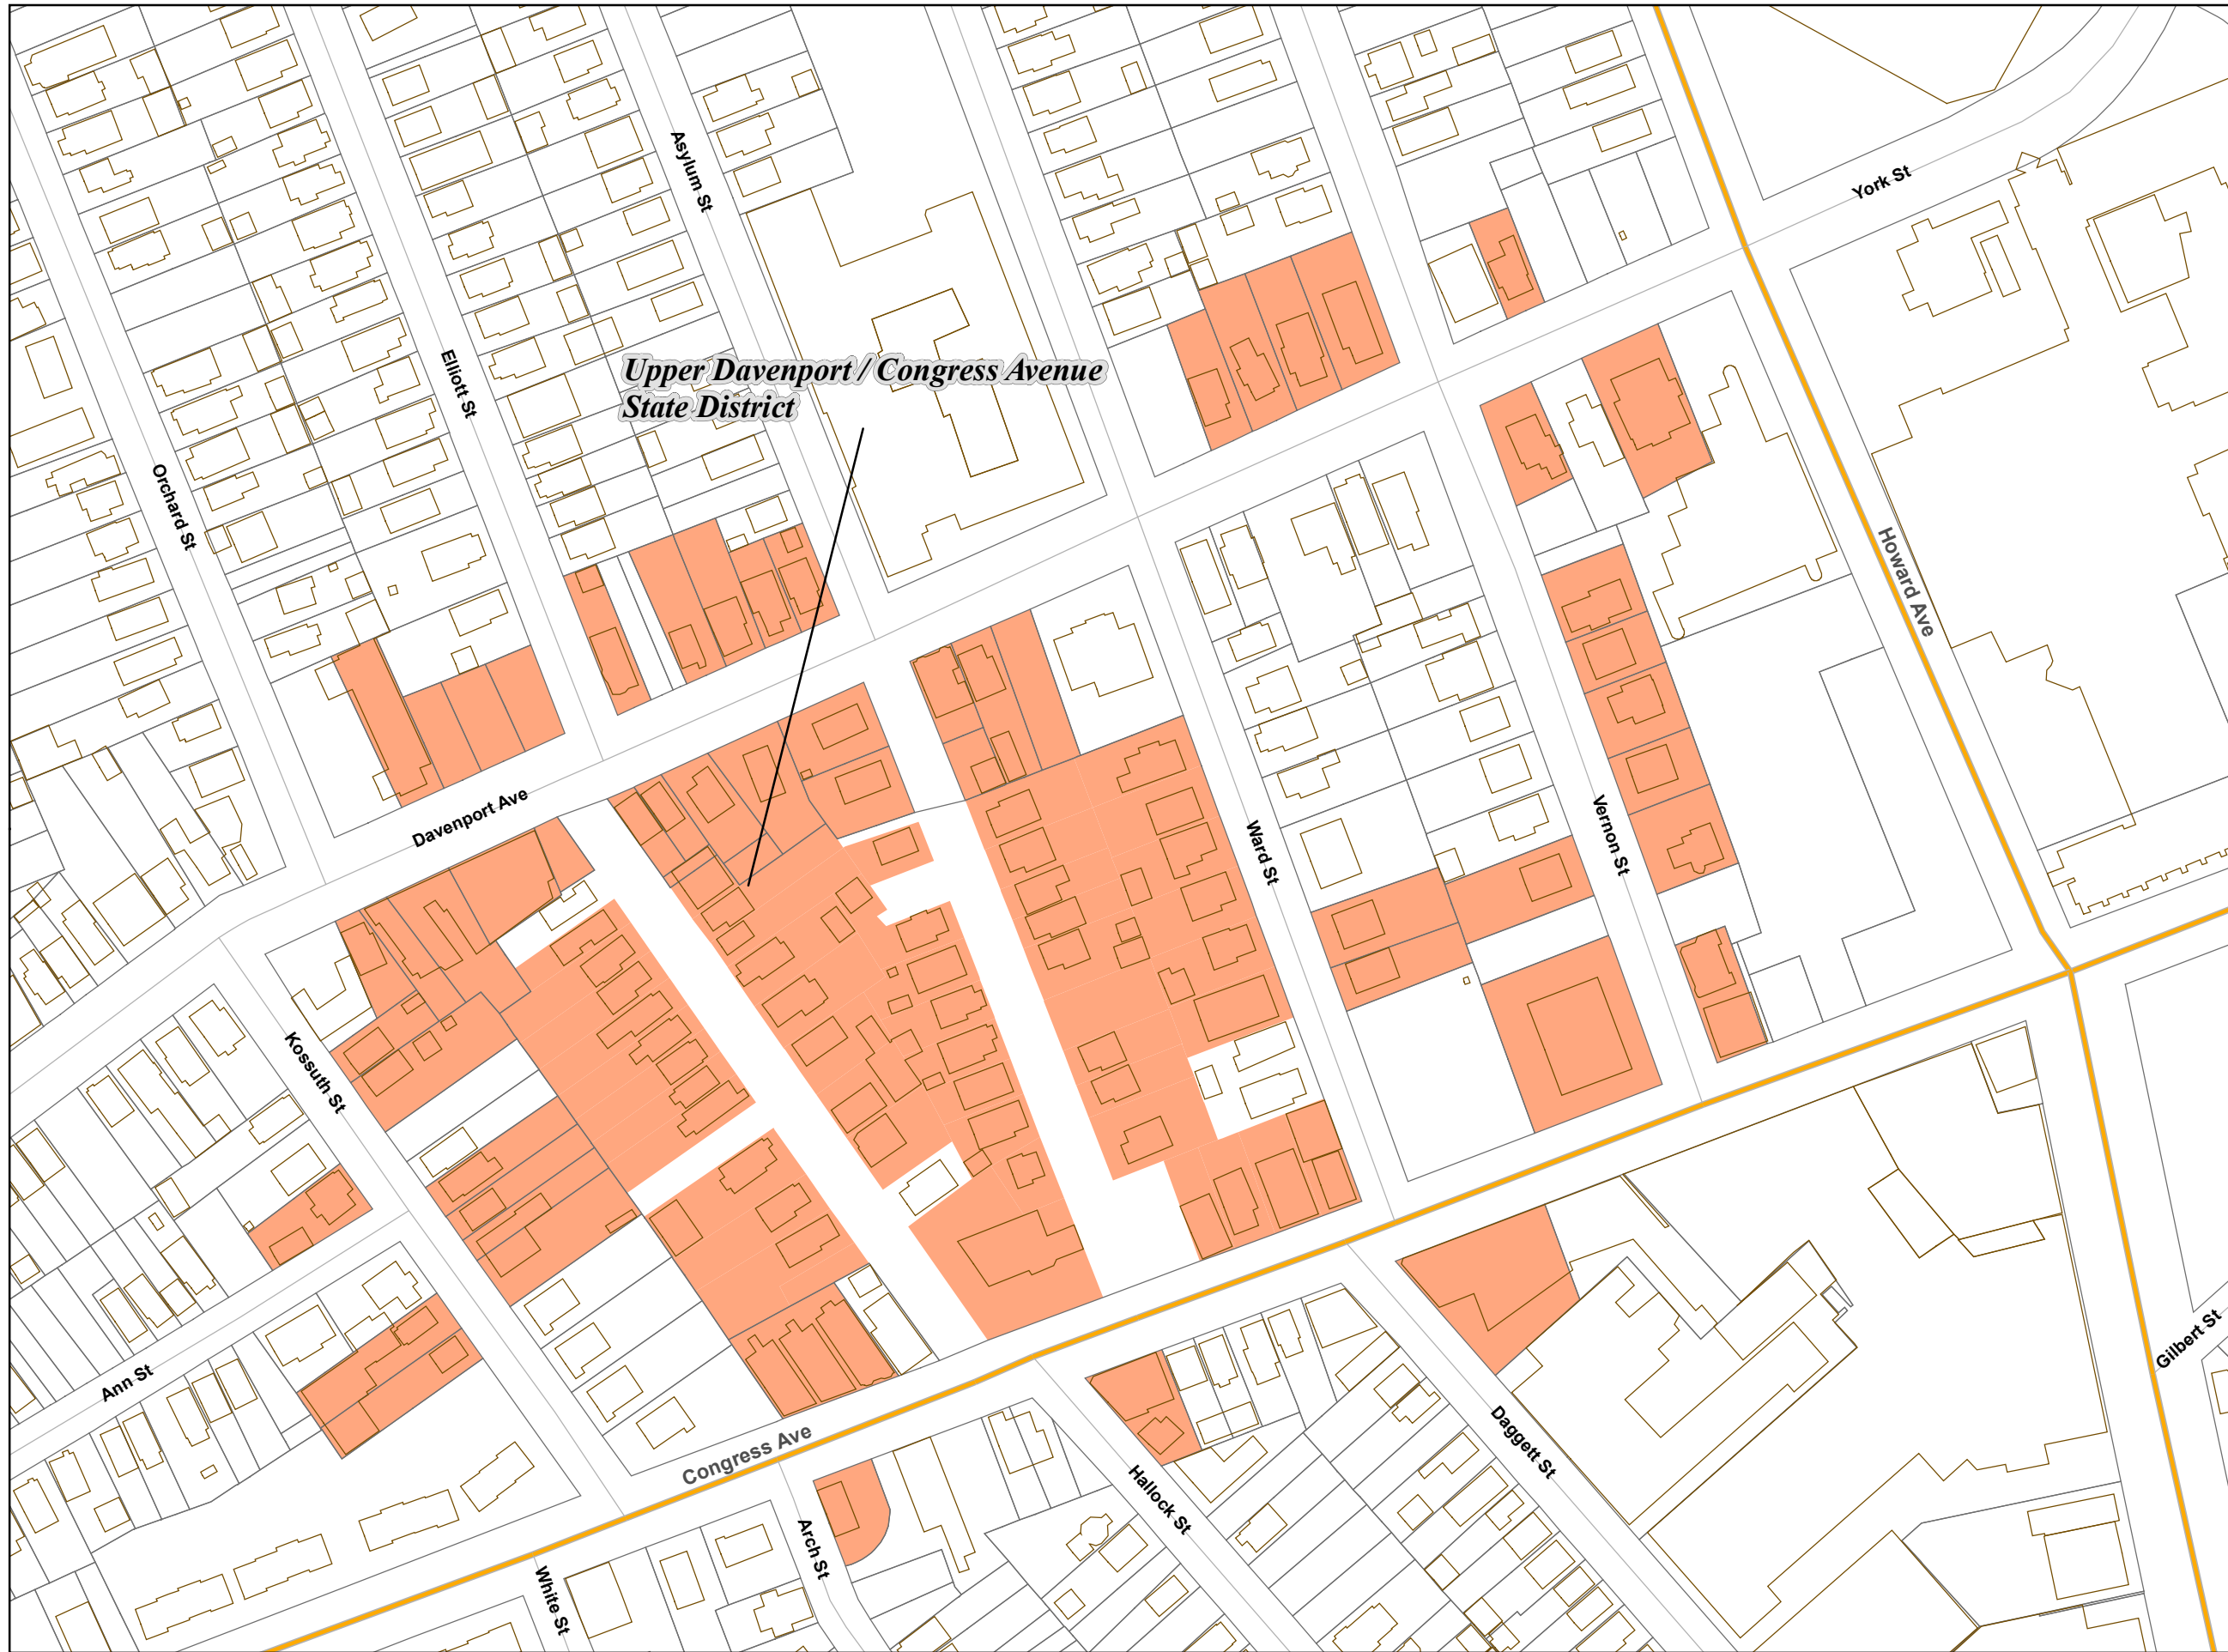 Asylum St
York St
Upper Davenport / Congress Avenue
State District
Elliott St
Orchard St
Howard Ave
Davenport Ave
Ward St
Vernon St
Kossuth St
Gilbert St
Ann St
Congress Ave
Daggett St
Hallock St
Arch St
White St